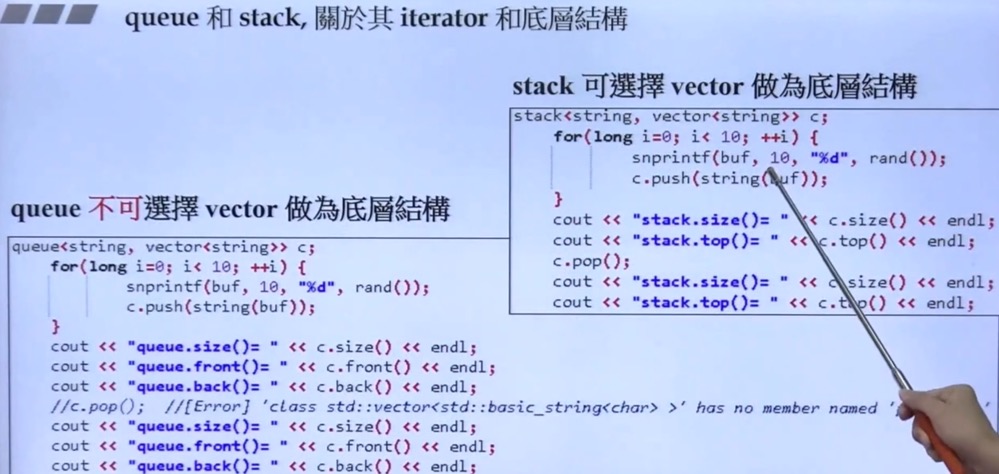 queue 和 stack, 關於其 iterator 和底層結構
stack 可選擇 vector 做為底層結構
stack<string, vector<string>> c;
for(long i=0; i< 10; ++i) {
snprintf(buf, 10, "%d", rand());
c.push(string(buf));
}
cout << "stack.size()= " << c.size() << endl;
cout << "stack.top()= " << c.top() << endl;
c.pop();
cout << "stack.size()= " << c.size() << endl;
cout << "stack.top()= " << c.top() << endl;
queue 不可選擇 vector 做為底層結構
queue<string, vector<string>> c;
for(long i=0; i< 10; ++i) {
snprintf(buf, 10, "%d", rand());
c.push(string(buf));
}
cout << "queue.size()= " << c.size() << endl;
cout << "queue.front()= " << c.front() << endl;
cout << "queue.back()= " << c.back() << endl;
//c.pop(); //[Error] 'class std::vector<std::basic_string<char> >' has no member named '
cout << "queue.size()= " << c.size() << endl;
cout << "queue.front()= " << c.front() << endl;
cout << "queue.back()= " << c.back() << endl;